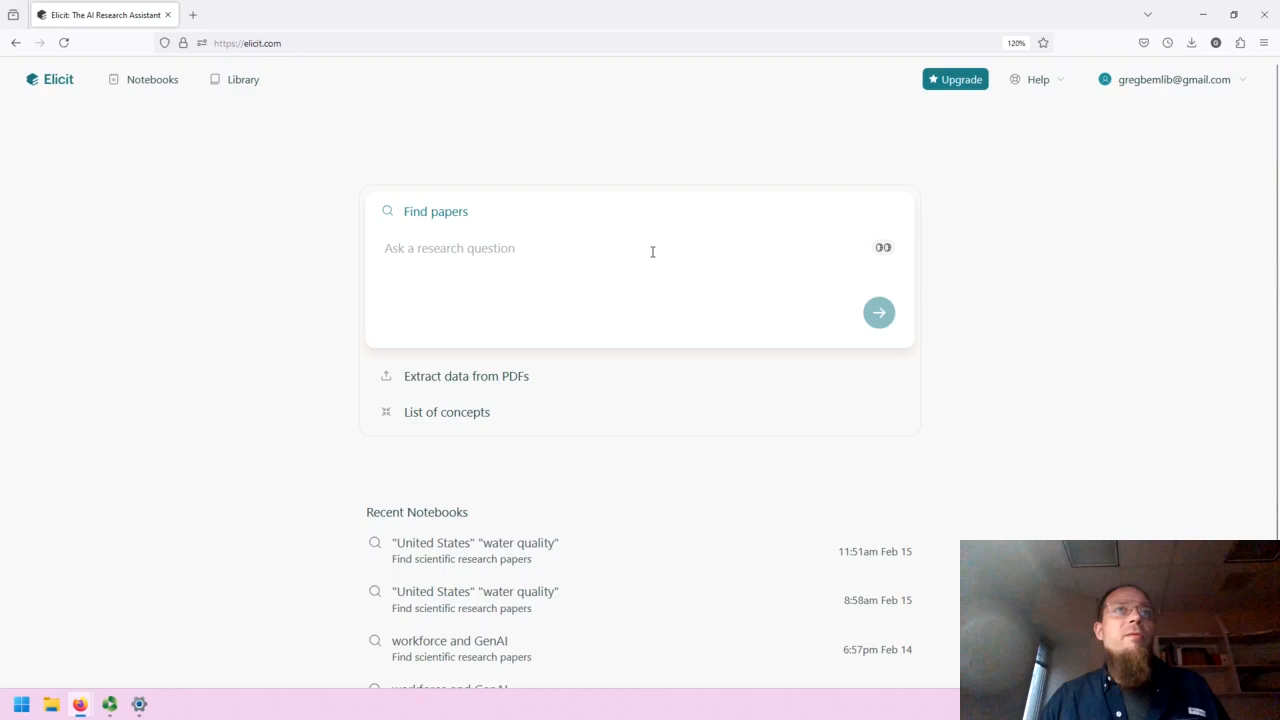 Elicit: The AI Research Assistant
https://elicit.com
120%
Elicit
Notebooks
Library
Upgrade
Help
gregbemlib@gmail.com
Find papers
Ask a research question
Extract data from PDFs
List of concepts
Recent Notebooks
"United States" "water quality"
Find scientific research papers
11:51am Feb 15
"United States" "water quality"
Find scientific research papers
8:58am Feb 15
workforce and GenAI
Find scientific research papers
6:57pm Feb 14
workforce and GenAI